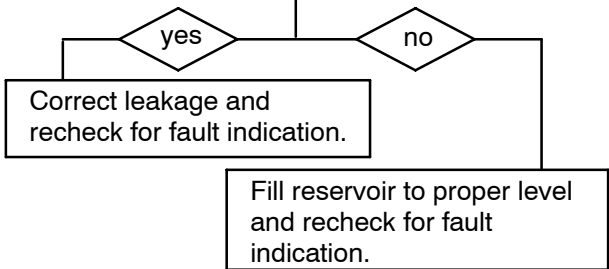 yes
no
Correct leakage and
recheck for fault indication.
Fill reservoir to proper level
and recheck for fault
indication.